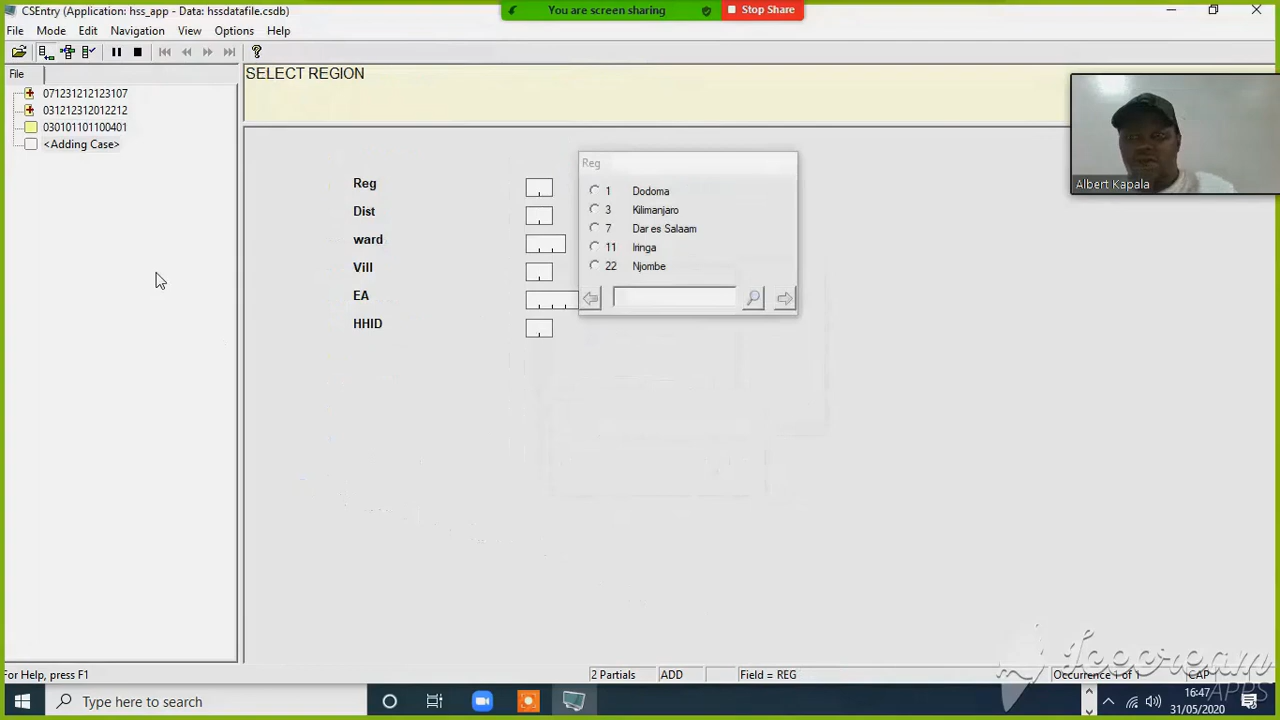 CSEntry (Application: hss_app - Data: hssdatafile.csdb)
You are screen sharing
Stop Share
File Mode Edit Navigation View Options Help
File
SELECT REGION
071231212123107
031212312012212
030101101100401
<Adding Case>
Albert Kapala
Reg
Dist
ward
Vill
EA
HHID
Reg
1 Dodoma
3 Kilimanjaro
7 Dar es Salaam
11 Iringa
22 Njombe
For Help, press F1
2 Partials
ADD
Field = REG
Occurrence 1 of 1
CAP
Icecream
APPS
Type here to search
16:47
31/05/2020